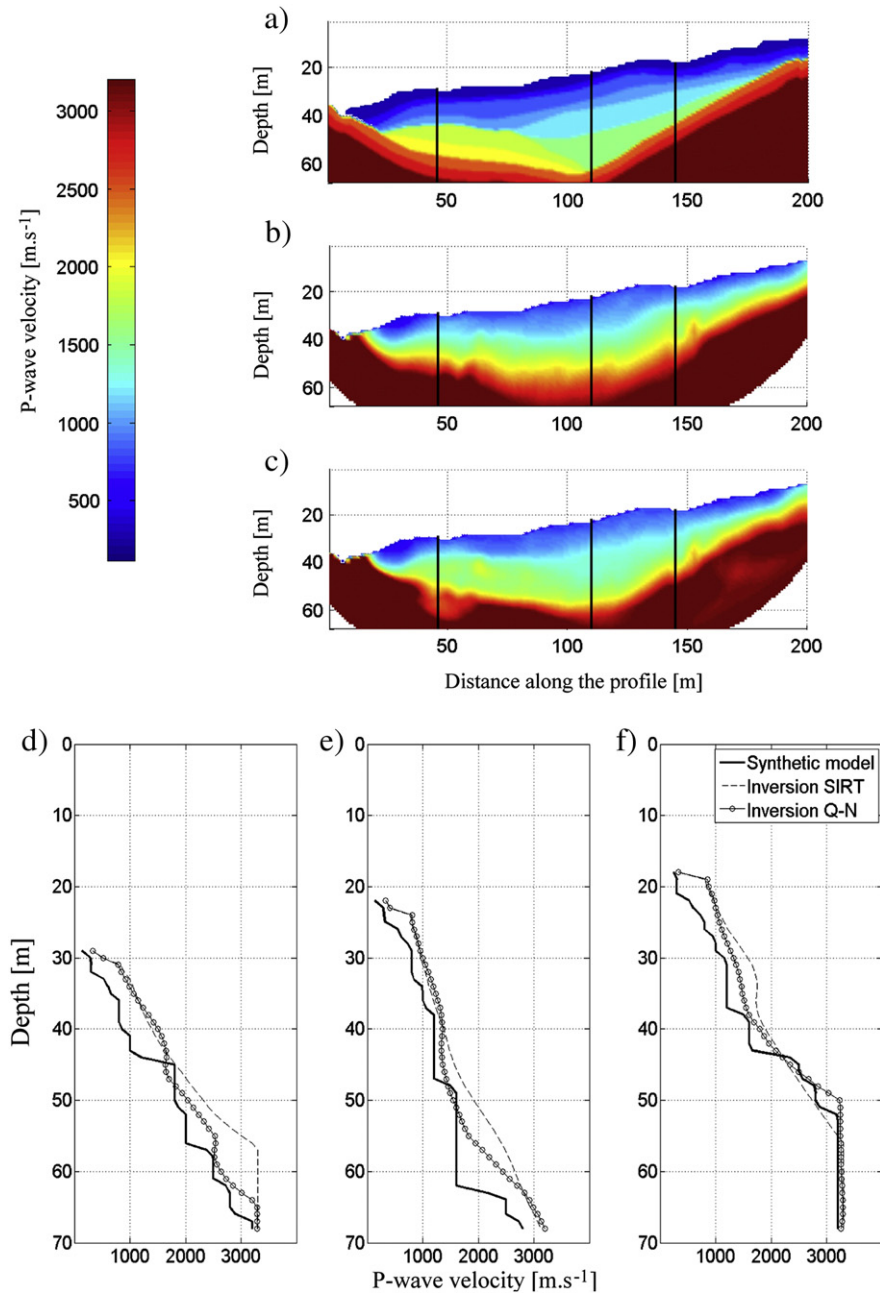 a)
Depth [m]
20
40
60
50
100
150
200
P-wave velocity [m.s-1]
3000
2500
2000
1500
1000
500
b)
Depth [m]
20
40
60
50
100
150
200
c)
Depth [m]
20
40
60
50
100
150
200
Distance along the profile [m]
d)
e)
f)
Depth [m]
0
10
20
30
40
50
60
70
1000 2000 3000
0
10
20
30
40
50
60
70
1000 2000 3000
0
10
20
30
40
50
60
70
1000 2000 3000
Synthetic model
Inversion SIRT
Inversion Q-N
P-wave velocity [m.s-1]